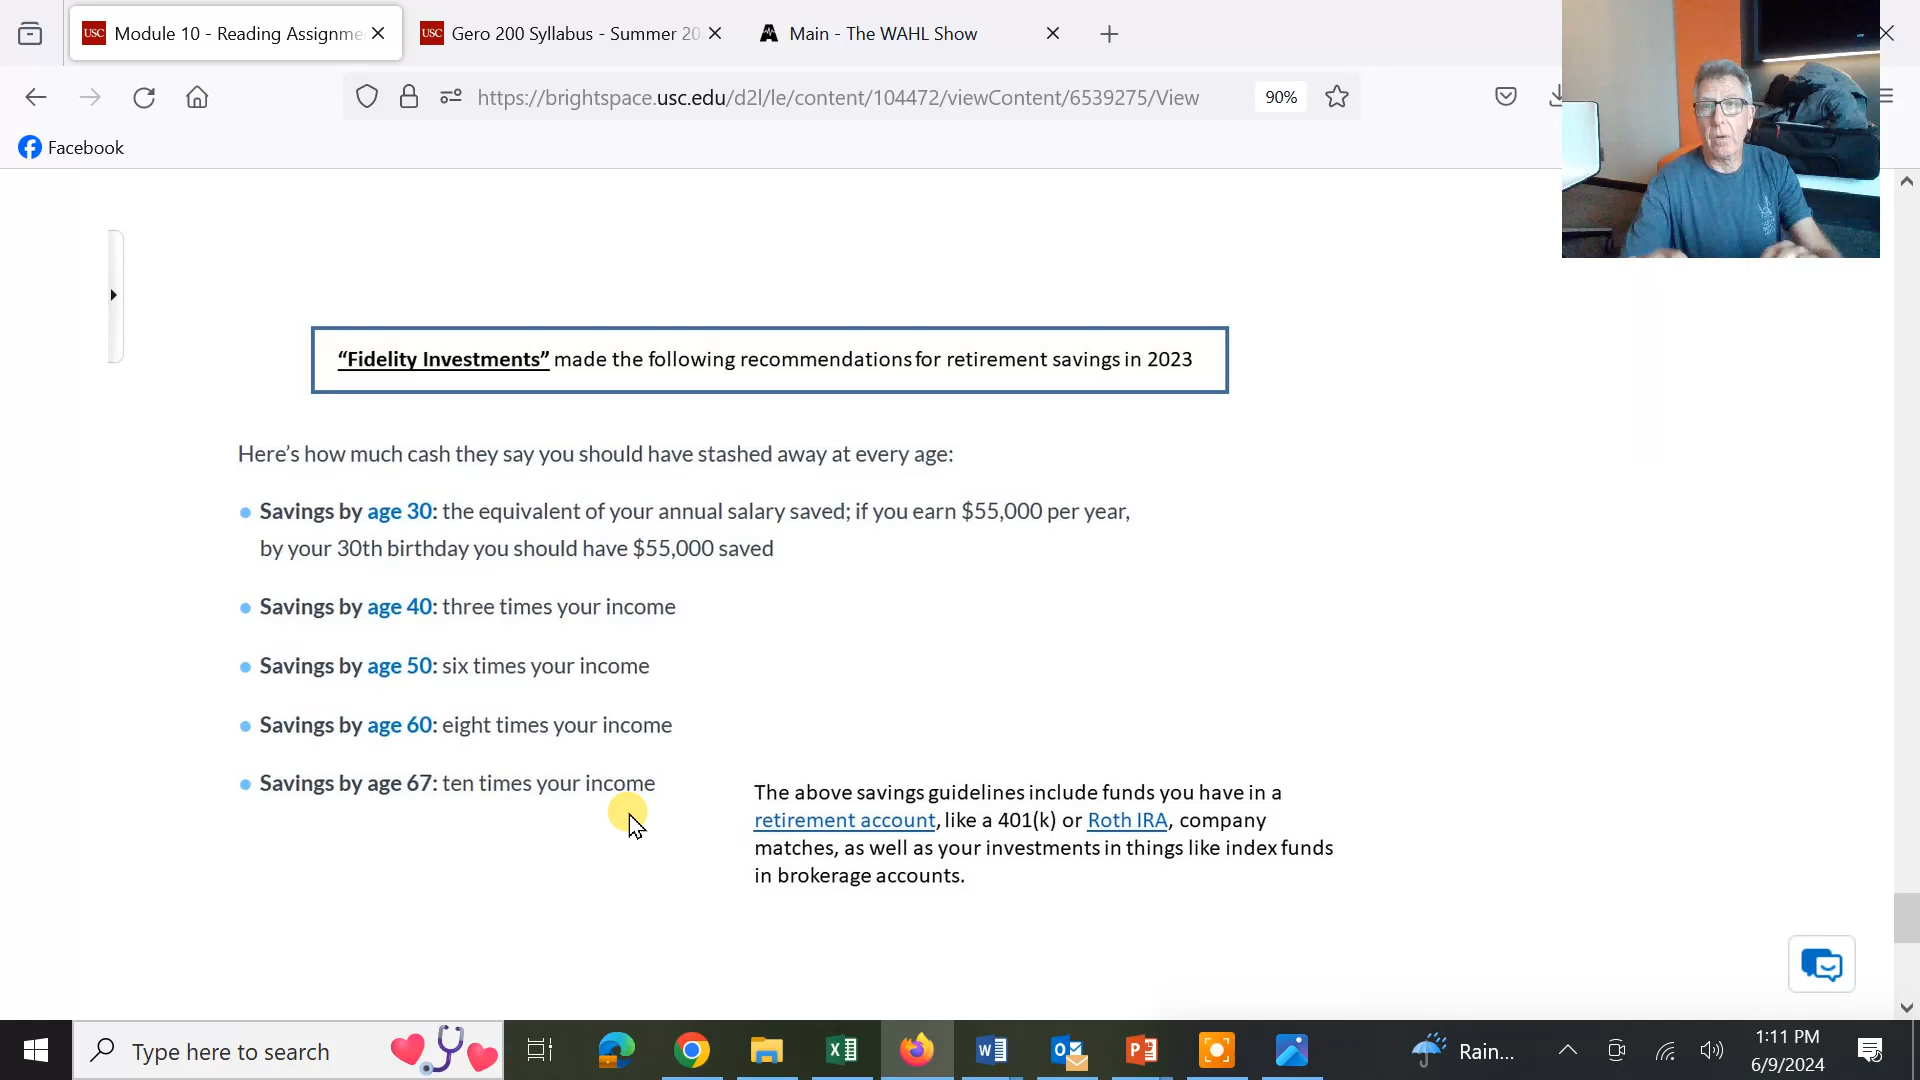 USC Module 10 - Reading Assignme
USC Gero 200 Syllabus - Summer 20
Main - The WAHL Show
https://brightspace.usc.edu/d2l/le/content/104472/viewContent/6539275/View
90%
Facebook
“Fidelity Investments” made the following recommendations for retirement savings in 2023
Here’s how much cash they say you should have stashed away at every age:
Savings by age 30: the equivalent of your annual salary saved; if you earn $55,000 per year,
by your 30th birthday you should have $55,000 saved
Savings by age 40: three times your income
Savings by age 50: six times your income
Savings by age 60: eight times your income
Savings by age 67: ten times your income
The above savings guidelines include funds you have in a
retirement account, like a 401(k) or Roth IRA, company
matches, as well as your investments in things like index funds
in brokerage accounts.
Type here to search
Rain...
1:11 PM
6/9/2024